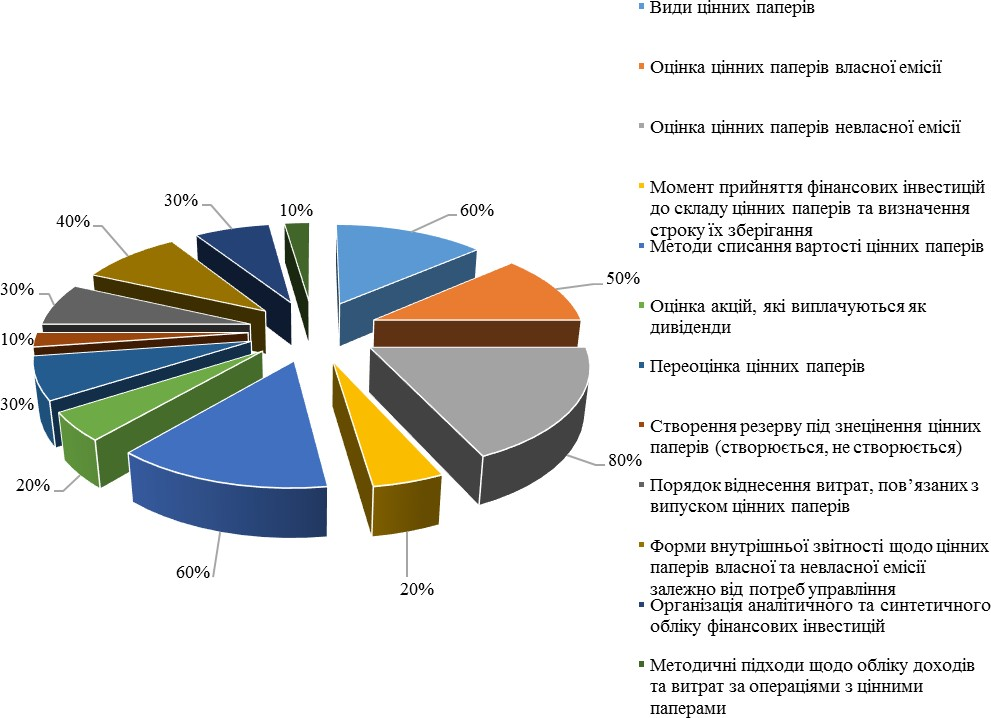 Види цінних паперів
Оцінка цінних паперів власної емісії
Оцінка цінних паперів невласної емісії
Момент прийняття фінансових інвестицій
до складу цінних паперів та визначення
строку їх зберігання
Методи списання вартості цінних паперів
Оцінка акцій, які виплачуються як
дивіденди
Переоцінка цінних паперів
Створення резерву під знецінення цінних
паперів (створюється, не створюється)
Порядок віднесення витрат, пов’язаних з
випуском цінних паперів
Форми внутрішньої звітності щодо цінних
паперів власної та невласної емісії
залежно від потреб управління
Організація аналітичного та синтетичного
обліку фінансових інвестицій
Методичні підходи щодо обліку доходів
та витрат за операціями з цінними
паперами
60%
50%
80%
20%
60%
20%
30%
10%
30%
40%
30%
10%